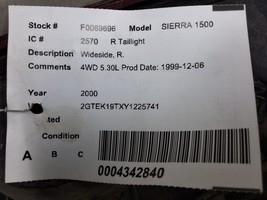 Stock # F0069696 Model SIERRA 1500
IC # 2570 R Taillight
Description Wideside, R.
Comments 4WD 5.30L Prod Date: 1999-12-06
Year 2000
V 2GTEK19TXY1225741
ted
Condition
A B C
0004342840